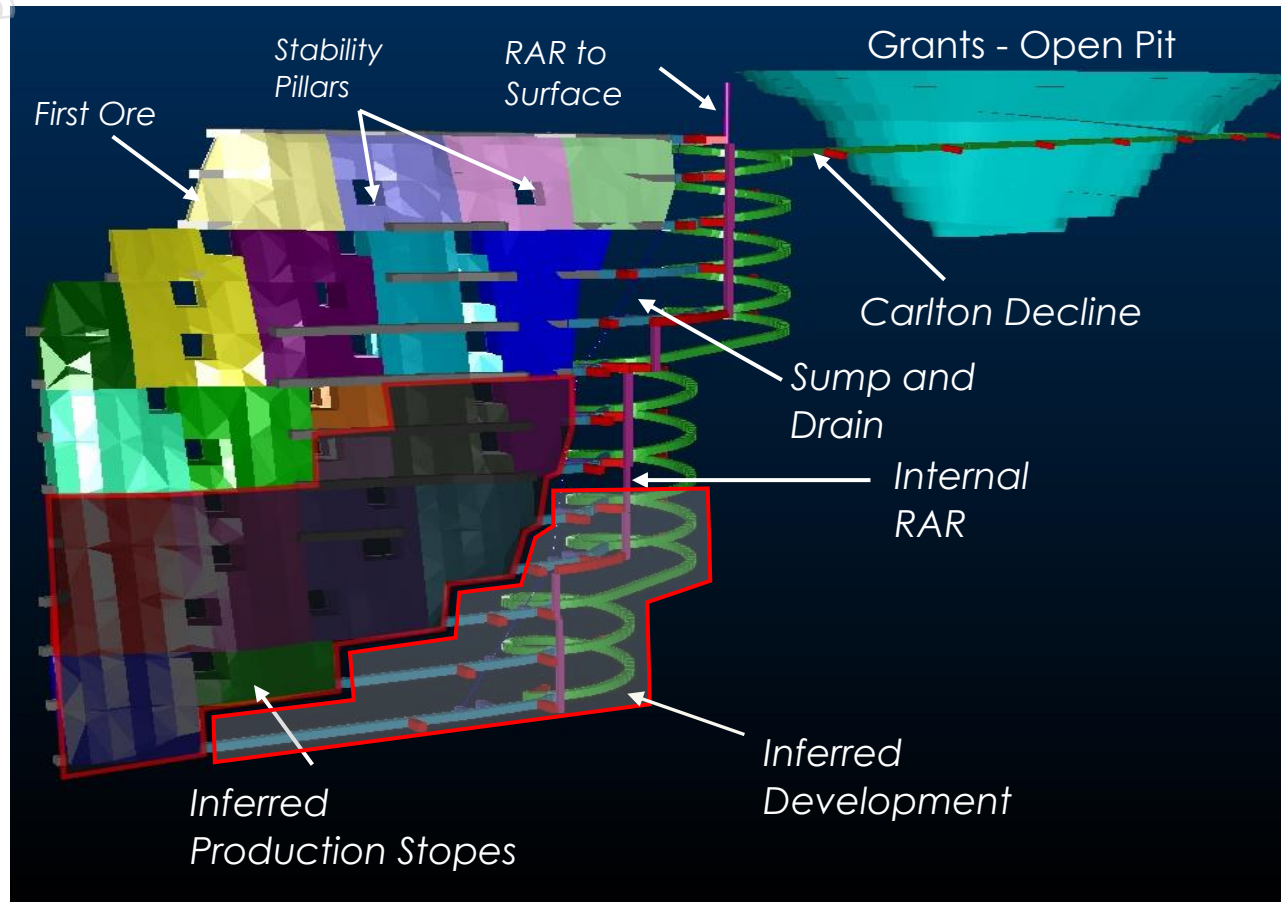 Grants - Open Pit
Stability
Pillars
RAR to
Surface
First Ore
Carlton Decline
Sump and
Drain
Internal
RAR
Inferred
Development
Inferred
Production Stopes